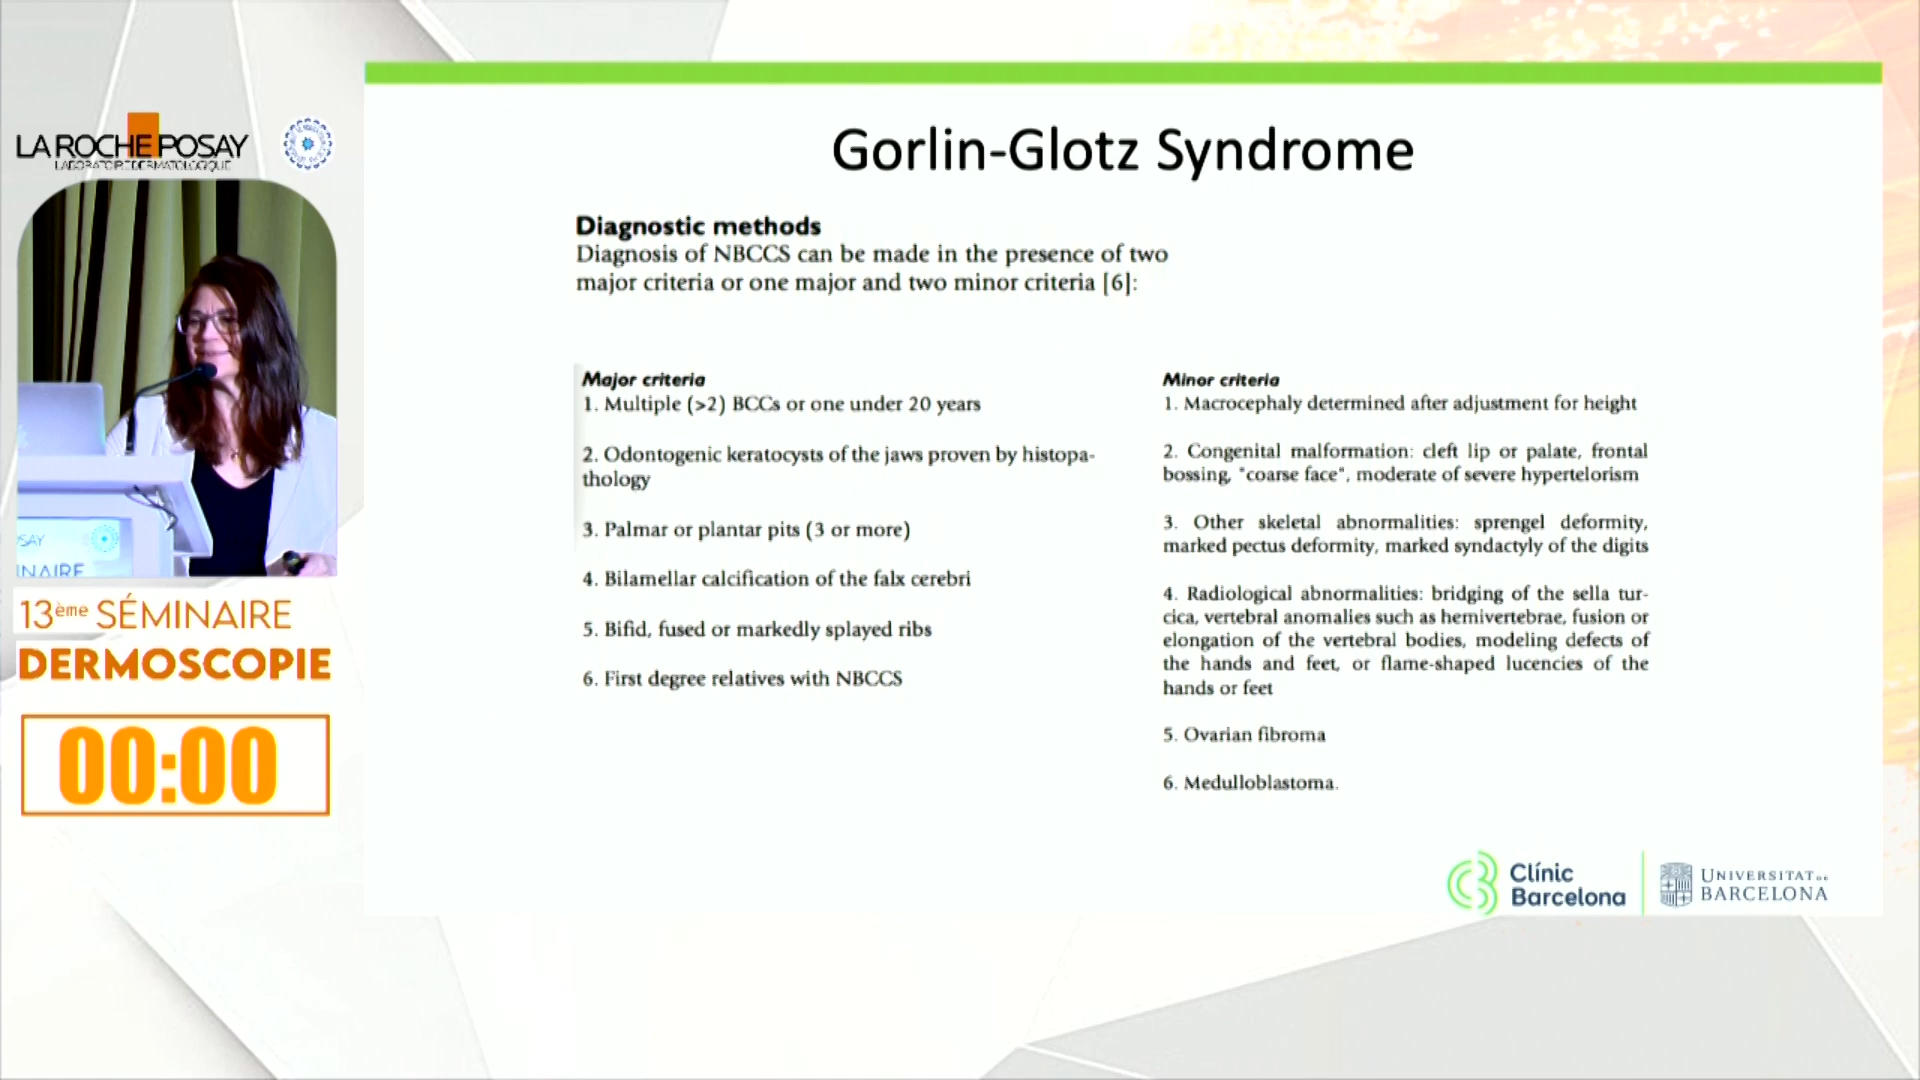 LA ROCHE POSAY
LABORATOIRE DERMATOLOGIQUE
SAY
INAIRE
13ème SÉMINAIRE
DERMOSCOPIE
00:00
Gorlin-Glotz Syndrome
Diagnostic methods
Diagnosis of NBCCS can be made in the presence of two
major criteria or one major and two minor criteria [6]:
Major criteria
1. Multiple (>2) BCCs or one under 20 years
2. Odontogenic keratocysts of the jaws proven by histopa-
thology
3. Palmar or plantar pits (3 or more)
4. Bilamellar calcification of the falx cerebri
5. Bifid, fused or markedly splayed ribs
6. First degree relatives with NBCCS
Minor criteria
1. Macrocephaly determined after adjustment for height
2. Congenital malformation: cleft lip or palate, frontal
bossing, "coarse face", moderate of severe hypertelorism
3. Other skeletal abnormalities: sprengel deformity,
marked pectus deformity, marked syndactyly of the digits
4. Radiological abnormalities: bridging of the sella tur-
cica, vertebral anomalies such as hemivertebrae, fusion or
elongation of the vertebral bodies, modeling defects of
the hands and feet, or flame-shaped lucencies of the
hands or feet
5. Ovarian fibroma
6. Medulloblastoma.
Clínic
Barcelona
UNIVERSITAT DE
BARCELONA